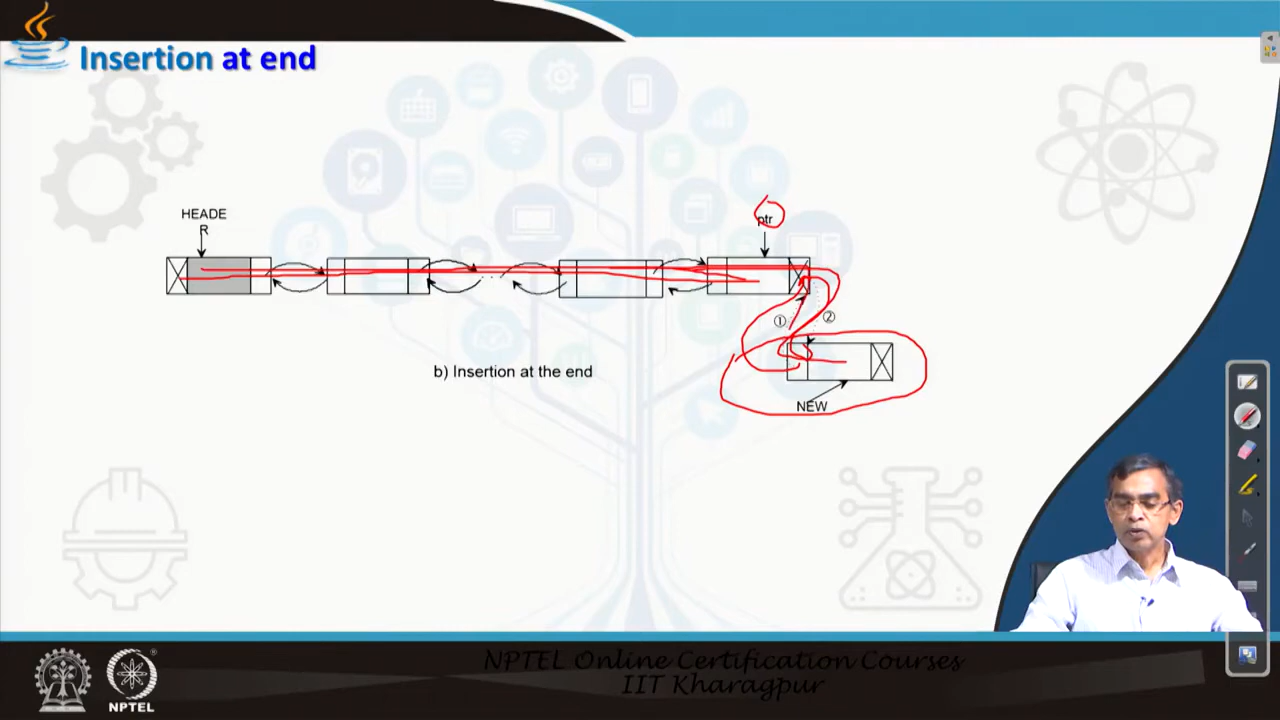 Insertion at end
HEADE
R
ptr
①
②
b) Insertion at the end
NEW
NPTEL Online Certification Courses
IIT Kharagpur
NPTEL